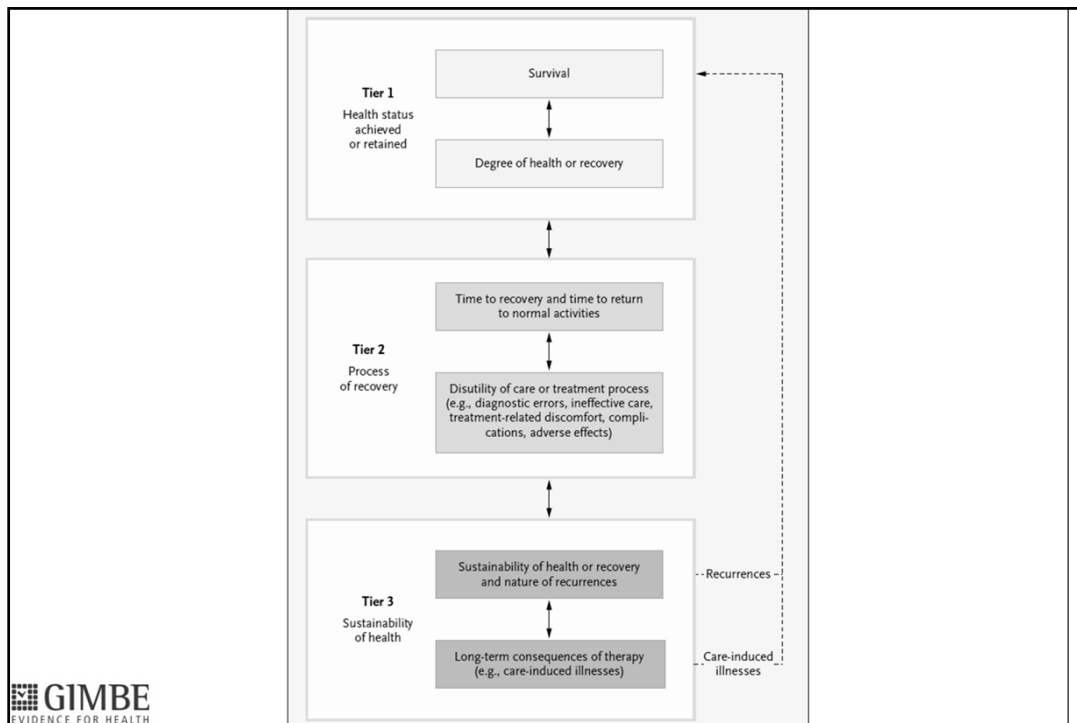 Survival
Tier 1
Health status
achieved
or retained
Degree of health or recovery
Time to recovery and time to return
to normal activities
Tier 2
Process
of recovery
Disutility of care or treatment process
(e.g., diagnostic errors, ineffective care,
treatment-related discomfort, compli-
cations, adverse effects)
Sustainability of health or recovery
and nature of recurrences
Recurrences
Tier 3
Sustainability
of health
Long-term consequences of therapy
(e.g., care-induced illnesses)
Care-induced
illnesses
GIMBE
EVIDENCE FOR HEALTH